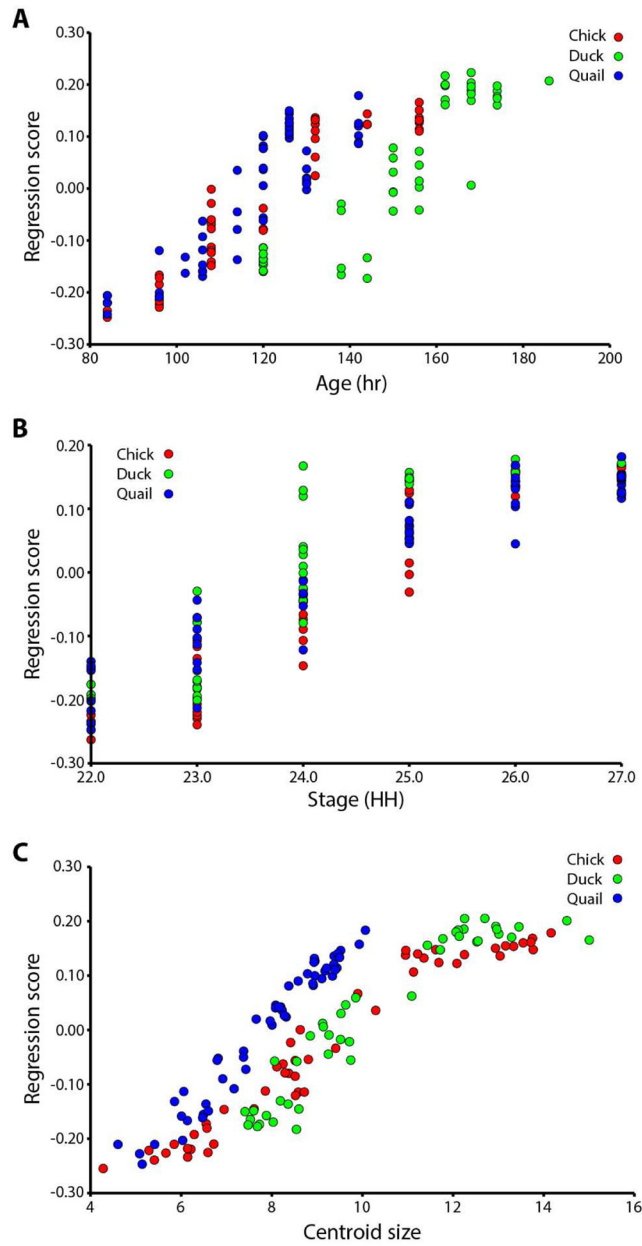 A
0.30
Chick
Duck
0.20
Quail
0.10
0.00
-0.10
-0.20
-0.30
Regression score
80 100 120 140 160 180 200
Age (hr)
B
0.20
Chick
Duck
Quail
0.10
0.00
-0.10
-0.20
-0.30
Regression score
22.0 23.0 24.0 25.0 26.0 27.0
Stage (HH)
C
0.30
Chick
Duck
Quail
0.20
0.10
0.00
-0.10
-0.20
-0.30
Regression score
4 6 8 10 12 14 16
Centroid size